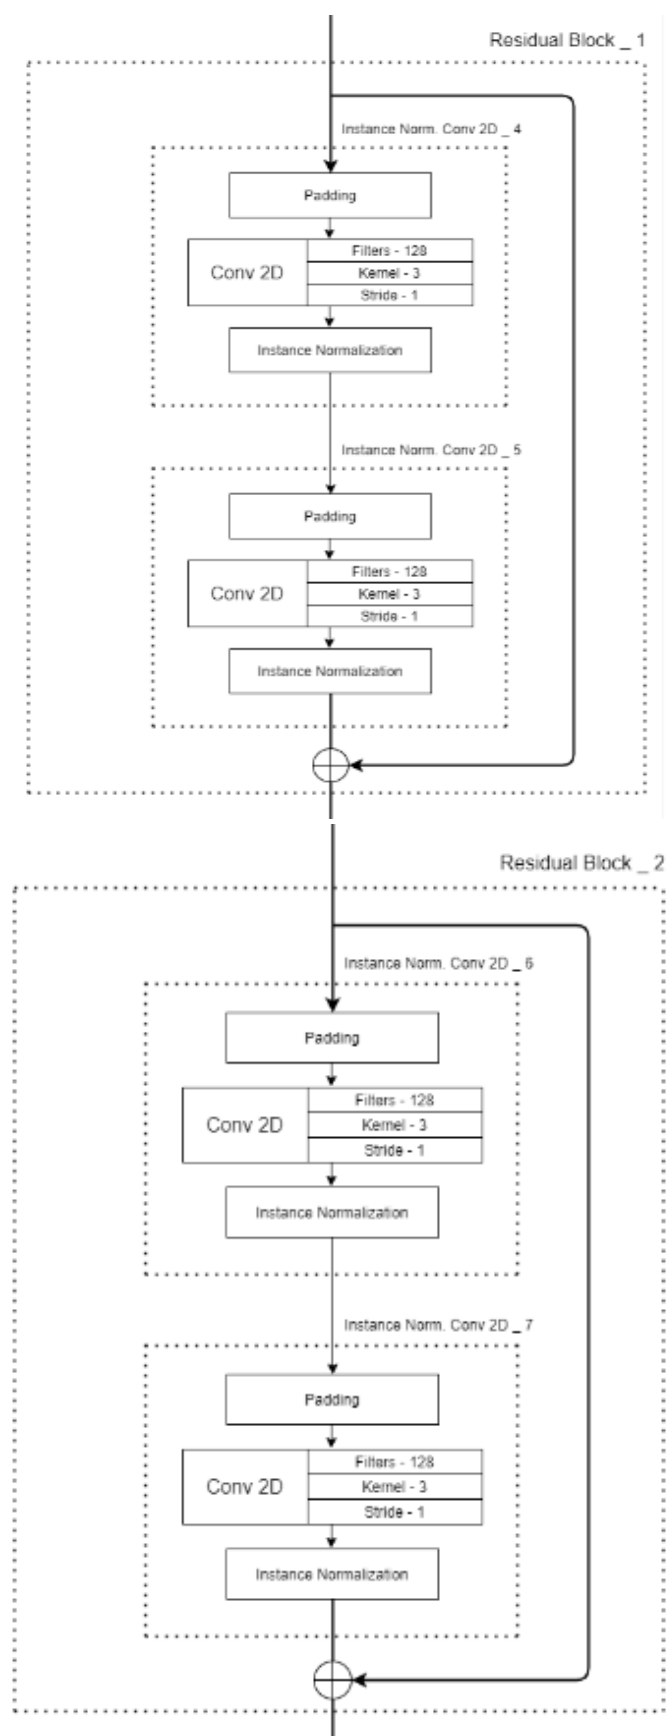 Residual Block _ 1
Instance Norm. Conv 2D _ 4
Padding
Conv 2D
Filters - 128
Kernel - 3
Stride - 1
Instance Normalization
Instance Norm. Conv 2D _ 5
Padding
Conv 2D
Filters - 128
Kernel - 3
Stride - 1
Instance Normalization
Residual Block _ 2
Instance Norm. Conv 2D _ 6
Padding
Conv 2D
Filters - 128
Kernel - 3
Stride - 1
Instance Normalization
Instance Norm. Conv 2D _ 7
Padding
Conv 2D
Filters - 128
Kernel - 3
Stride - 1
Instance Normalization